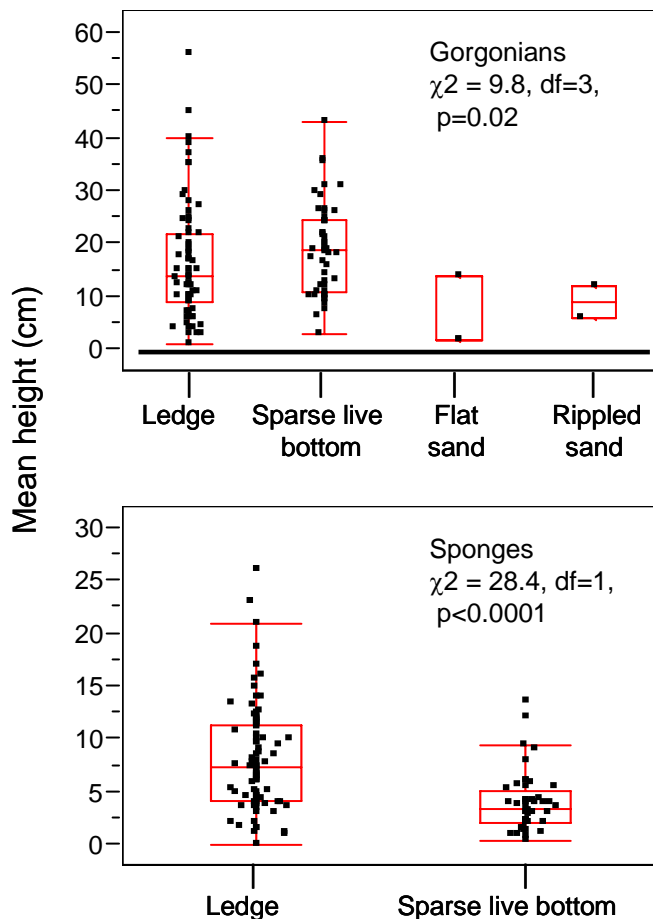 Mean height (cm)
60
50
40
30
20
10
0
Gorgonians
χ2 = 9.8, df=3,
p=0.02
Ledge
Sparse live
bottom
Flat
sand
Rippled
sand
30
25
20
15
10
5
0
Sponges
χ2 = 28.4, df=1,
p<0.0001
Ledge
Sparse live bottom